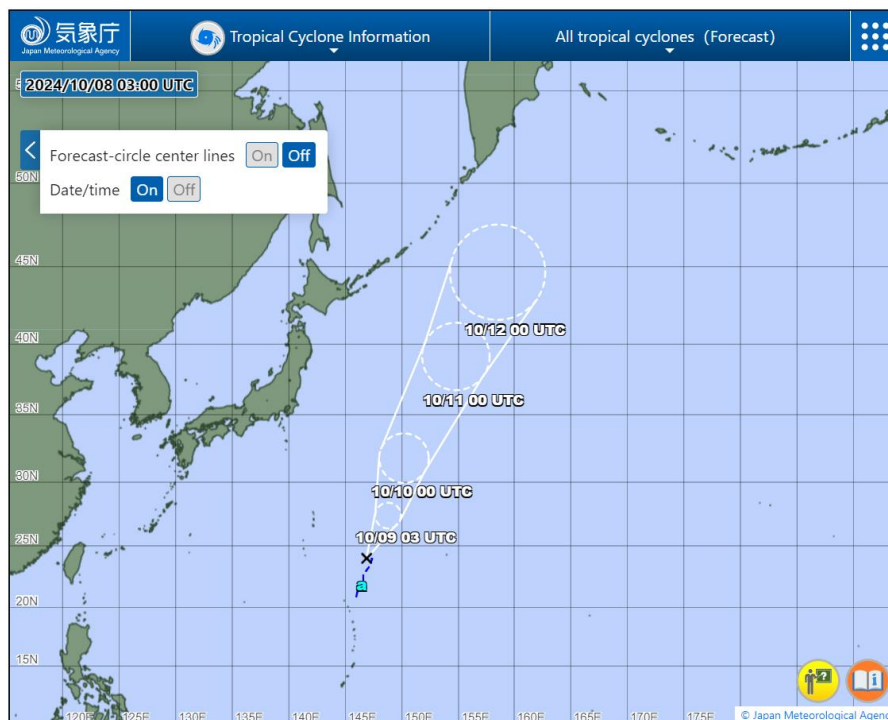 気象庁
Japan Meteorological Agency
Tropical Cyclone Information
All tropical cyclones（Forecast）
2024/10/08 03:00 UTC
Forecast-circle center lines On Off
Date/time On Off
50N
45N
10/12 00 UTC
40N
10/11 00 UTC
35N
10/10 00 UTC
30N
10/09 03 UTC
25N
a
20N
15N
120E 125E 130E 135E 140E 145E 150E 155E 160E 165E 170E 175E
© Japan Meteorological Agenc